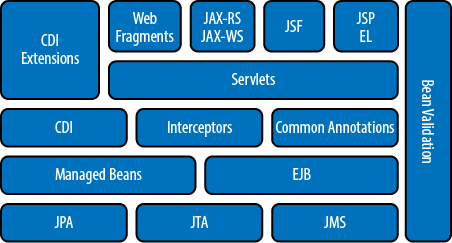 CDI
Extensions
Web
Fragments
JAX-RS
JAX-WS
JSF
JSP
EL
Servlets
CDI
Interceptors
Common Annotations
Managed Beans
EJB
JPA
JTA
JMS
Bean Validation